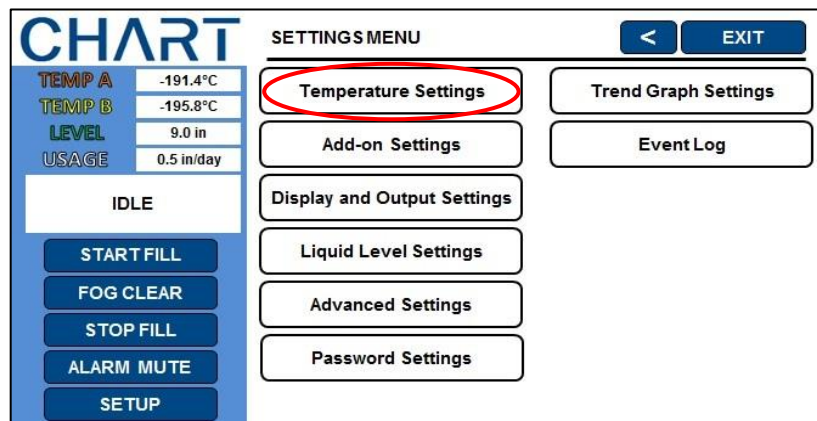 CHART
SETTINGS MENU
<
EXIT
TEMP A
-191.4°C
TEMP B
-195.8°C
LEVEL
9.0 in
USAGE
0.5 in/day
IDLE
START FILL
FOG CLEAR
STOP FILL
ALARM MUTE
SETUP
Temperature Settings
Add-on Settings
Display and Output Settings
Liquid Level Settings
Advanced Settings
Password Settings
Trend Graph Settings
Event Log